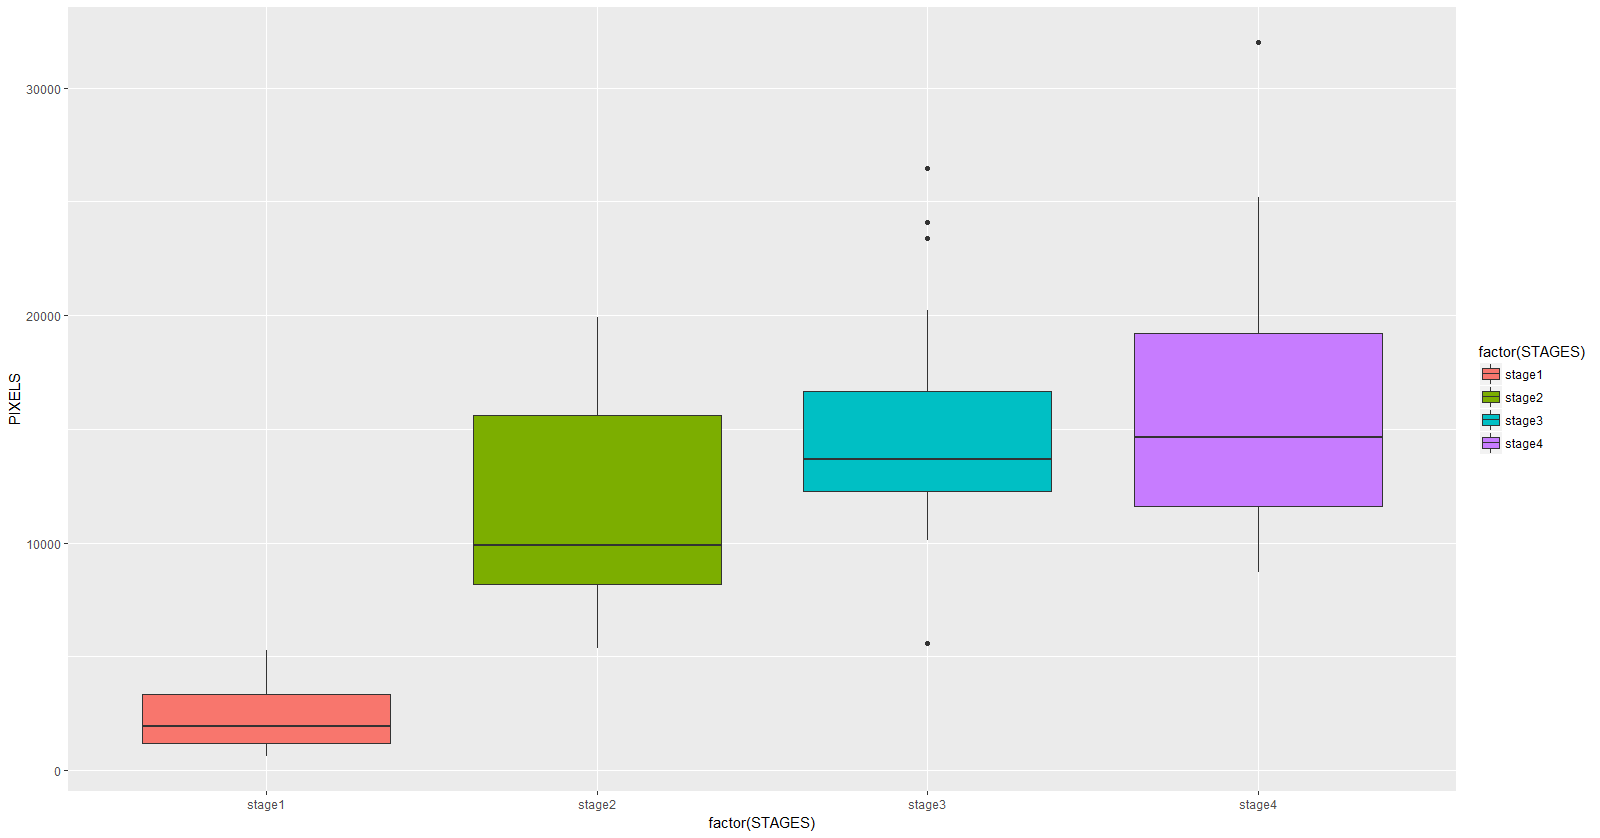 PIXELS
30000
20000
10000
0
stage1
stage2
stage3
stage4
factor(STAGES)
factor(STAGES)
stage1
stage2
stage3
stage4